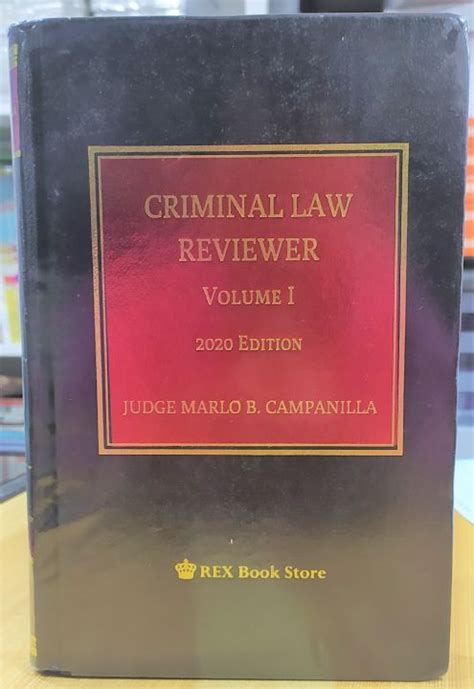 CRIMINAL LAW
REVIEWER
VOLUME I
2020 EDITION
JUDGE MARLO B. CAMPANILLA
REX Book Store